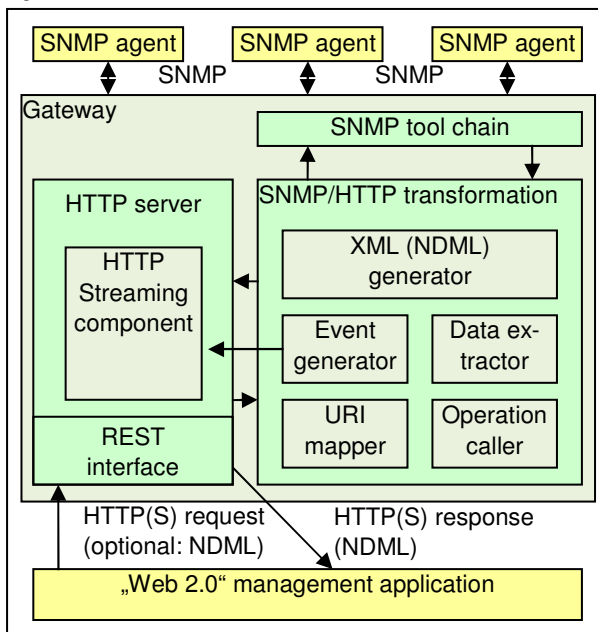 SNMP agent
SNMP agent
SNMP agent
SNMP
SNMP
Gateway
SNMP tool chain
HTTP server
SNMP/HTTP transformation
HTTP
Streaming
component
XML (NDML)
generator
Event
generator
Data ex-
tractor
URI
mapper
Operation
caller
REST
interface
HTTP(S) request
(optional: NDML)
HTTP(S) response
(NDML)
„Web 2.0“ management application